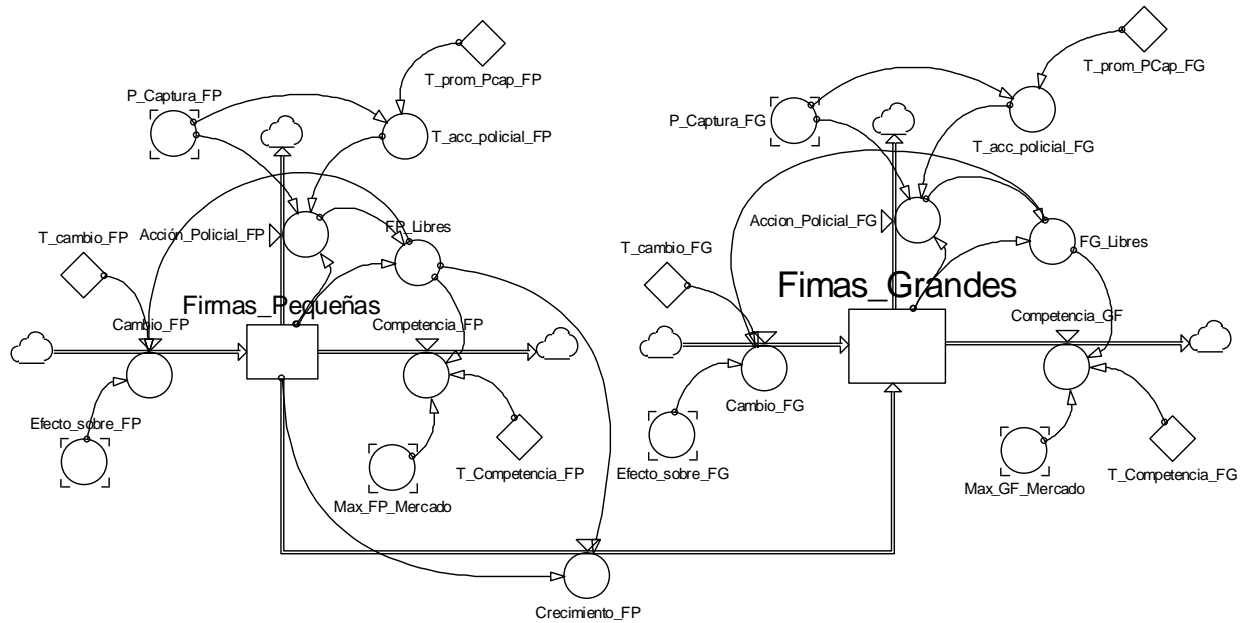 T_prom_Pcap_FP
T_prom_PCap_FG
P_Captura_FP
P_Captura_FG
T_acc_policial_FP
T_acc_policial_FG
T_cambio_FP
Acción_Policial_FP
FP_Libres
T_cambio_FG
Accion_Policial_FG
FG_Libres
Firmas_Pequeñas
Fimas_Grandes
Cambio_FP
Competencia_FP
Competencia_GF
Cambio_FG
Efecto_sobre_FP
Efecto_sobre_FG
T_Competencia_FP
Max_FP_Mercado
Max_GF_Mercado
T_Competencia_FG
Crecimiento_FP